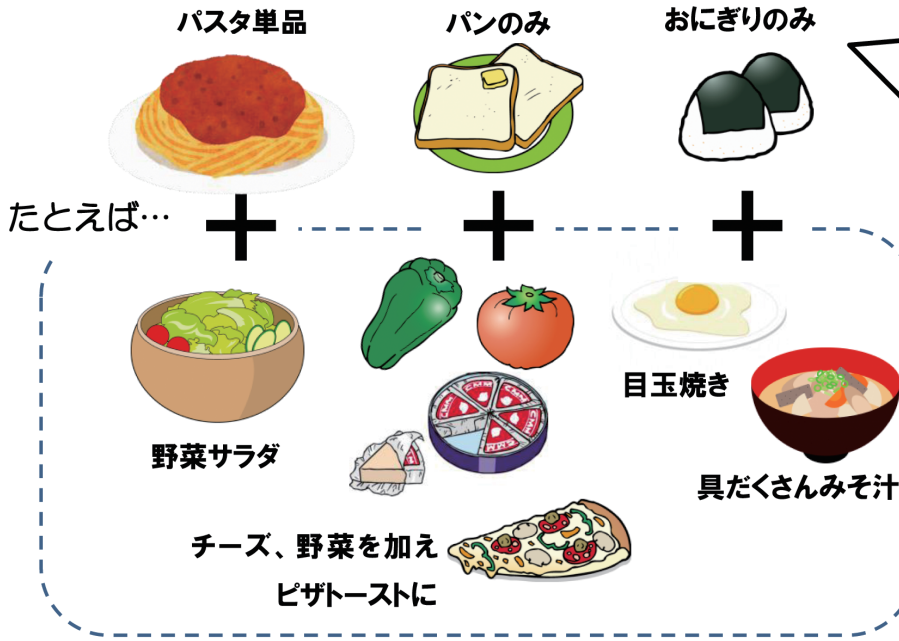 パスタ単品
パンのみ
おにぎりのみ
たとえば…
野菜サラダ
目玉焼き
具だくさんみそ汁
チーズ、野菜を加え
ピザトーストに